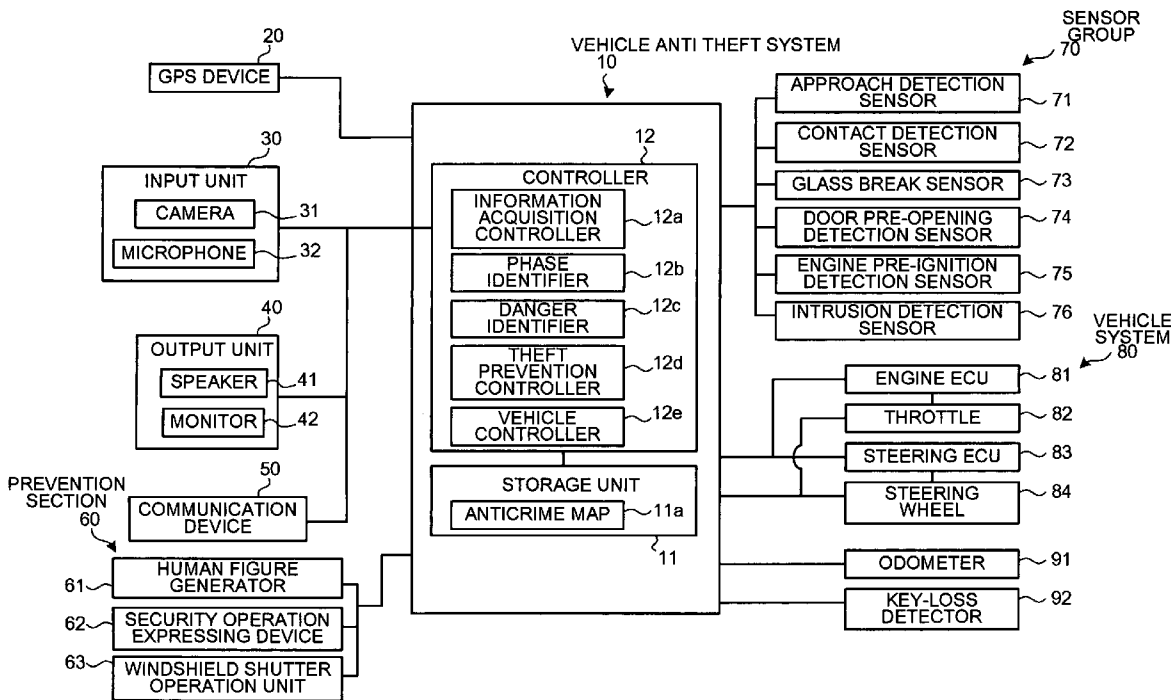 SENSOR
GROUP
70
VEHICLE ANTI THEFT SYSTEM
10
20
GPS DEVICE
30
INPUT UNIT
CAMERA
31
MICROPHONE
32
40
OUTPUT UNIT
SPEAKER
41
MONITOR
42
50
COMMUNICATION
DEVICE
PREVENTION
SECTION
60
HUMAN FIGURE
GENERATOR
61
SECURITY OPERATION
EXPRESSING DEVICE
62
WINDSHIELD SHUTTER
OPERATION UNIT
63
12
CONTROLLER
INFORMATION
ACQUISITION
CONTROLLER
12a
PHASE
IDENTIFIER
12b
DANGER
IDENTIFIER
12c
THEFT
PREVENTION
CONTROLLER
12d
VEHICLE
CONTROLLER
12e
STORAGE UNIT
ANTICRIME MAP
11a
11
APPROACH DETECTION
SENSOR
71
CONTACT DETECTION
SENSOR
72
GLASS BREAK SENSOR
73
DOOR PRE-OPENING
DETECTION SENSOR
74
ENGINE PRE-IGNITION
DETECTION SENSOR
75
INTRUSION DETECTION
SENSOR
76
VEHICLE
SYSTEM
80
ENGINE ECU
81
THROTTLE
82
STEERING ECU
83
STEERING
WHEEL
84
ODOMETER
91
KEY-LOSS
DETECTOR
92